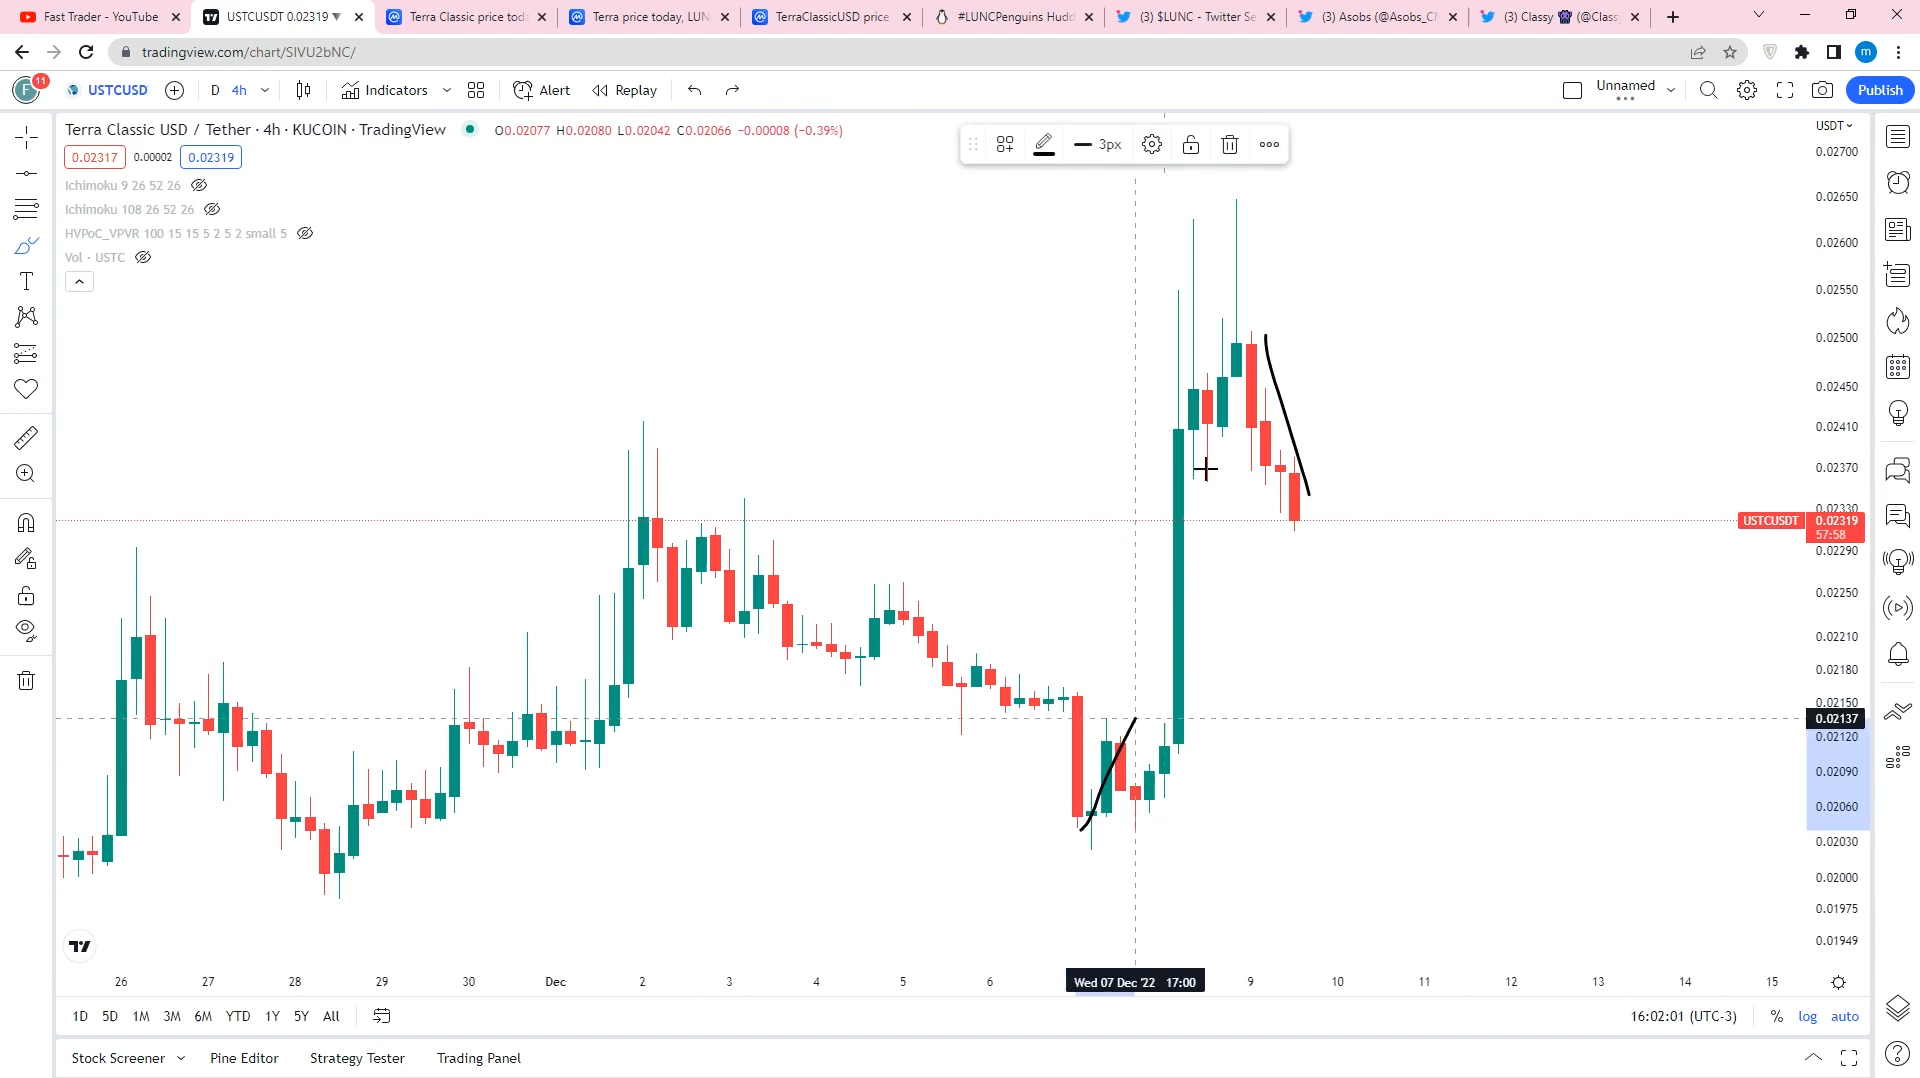 Fast Trader - YouTube
USTCUSDT 0.02319 ▼
Terra Classic price toda
Terra price today, LUN
TerraClassicUSD price
#LUNCPenguins Hudd
(3) $LUNC - Twitter Se
(3) Asobs (@Asobs_C
(3) Classy (@Class
tradingview.com/chart/SIVU2bNC/
m
F
11
USTCUSD
D
4h
Indicators
Alert
Replay
Unnamed
Publish
Terra Classic USD / Tether · 4h · KUCOIN · TradingView
O0.02077 H0.02080 L0.02042 C0.02066 −0.00008 (−0.39%)
3px
USDT
0.02317
0.00002
0.02319
Ichimoku 9 26 52 26
Ichimoku 108 26 52 26
HVPoC_VPVR 100 15 15 5 2 5 2 small 5
Vol · USTC
T
0.02700
0.02650
0.02600
0.02550
0.02500
0.02450
0.02410
0.02370
0.02330
USTCUSDT
0.02319
57:58
0.02290
0.02250
0.02210
0.02180
0.02150
0.02137
0.02120
0.02090
0.02060
0.02030
0.02000
0.01975
0.01949
26
27
28
29
30
Dec
2
3
4
5
6
Wed 07 Dec '22 17:00
9
10
11
12
13
14
15
1D
5D
1M
3M
6M
YTD
1Y
5Y
All
16:02:01 (UTC-3)
%
log
auto
Stock Screener
Pine Editor
Strategy Tester
Trading Panel